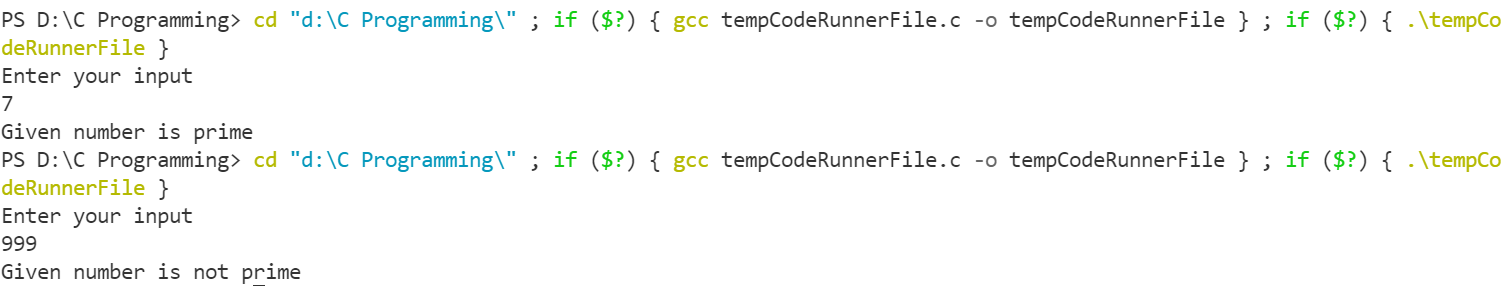 PS D:\C Programming> cd "d:\C Programming\" ; if ($?) { gcc tempCodeRunnerFile.c -o tempCodeRunnerFile } ; if ($?) { .\tempCo
deRunnerFile }
Enter your input
7
Given number is prime
PS D:\C Programming> cd "d:\C Programming\" ; if ($?) { gcc tempCodeRunnerFile.c -o tempCodeRunnerFile } ; if ($?) { .\tempCo
deRunnerFile }
Enter your input
999
Given number is not prime